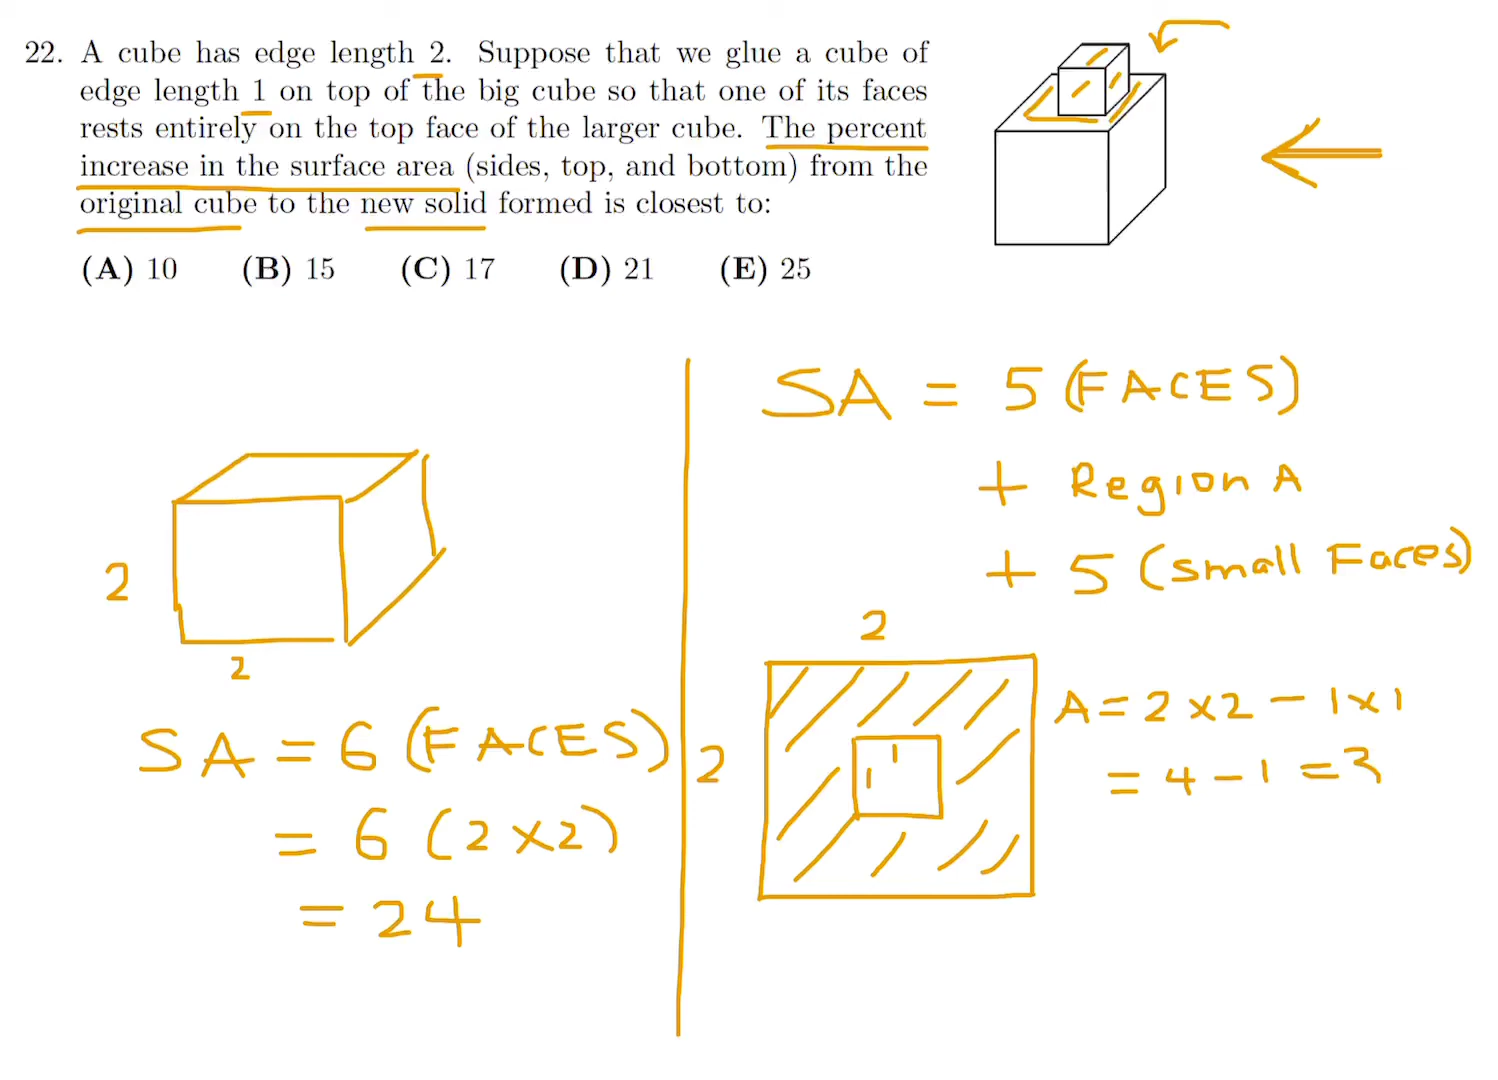 22. A cube has edge length 2. Suppose that we glue a cube of
edge length 1 on top of the big cube so that one of its faces
rests entirely on the top face of the larger cube. The percent
increase in the surface area (sides, top, and bottom) from the
original cube to the new solid formed is closest to:
(A) 10 (B) 15 (C) 17 (D) 21 (E) 25
2
2
SA = 6 (FACES)
= 6 (2 x 2)
= 24
SA = 5 (FACES)
+ Region A
+ 5 (small Faces)
2
2
1
1
A = 2 x 2 - 1 x 1
= 4 - 1 = 3